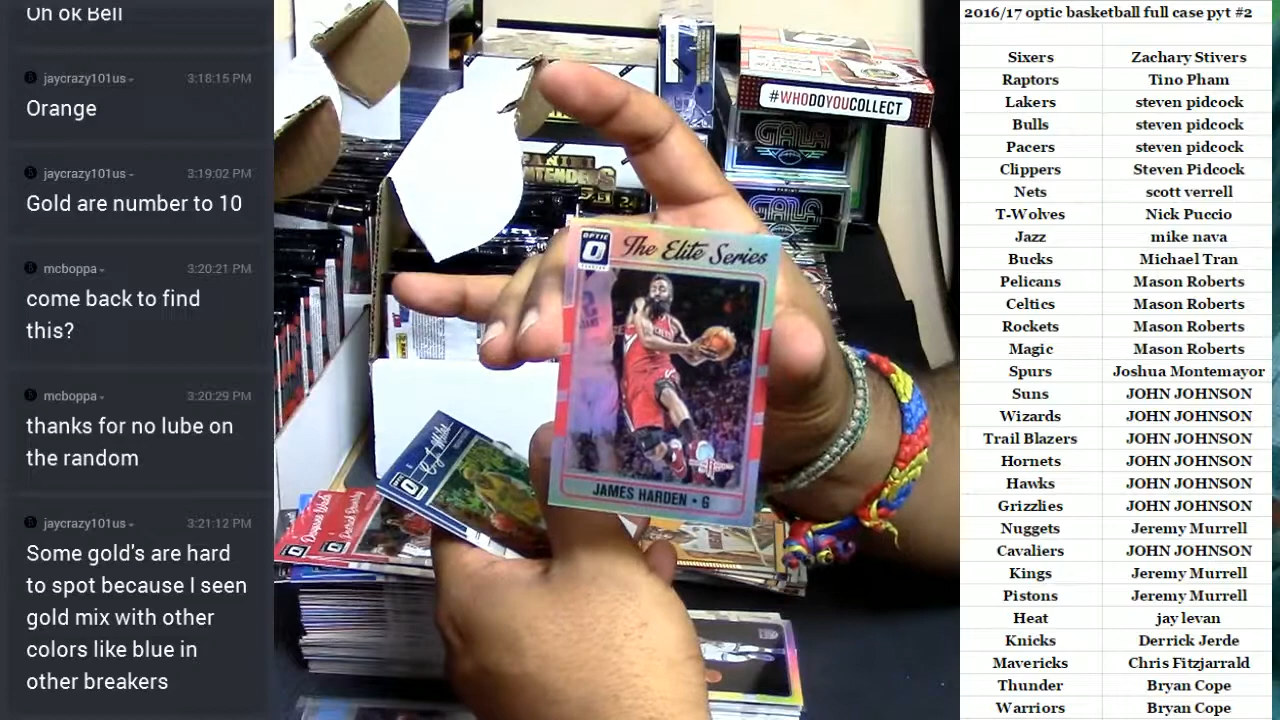 Oh ok Bell
jaycrazy101us
3:18:15 PM
Orange
jaycrazy101us
3:19:02 PM
Gold are number to 10
mcboppa
3:20:21 PM
come back to find
this?
mcboppa
3:20:29 PM
thanks for no lube on
the random
jaycrazy101us
3:21:12 PM
Some gold's are hard
to spot because I seen
gold mix with other
colors like blue in
other breakers
#WHODOYOUCOLLECT
GALA
PANINI
CONTENDERS
GALA
OPTIC
The Elite Series
JAMES HARDEN • G
2016/17 optic basketball full case pyt #2
Sixers Zachary Stivers
Raptors Tino Pham
Lakers steven pidcock
Bulls steven pidcock
Pacers steven pidcock
Clippers Steven Pidcock
Nets scott verrell
T-Wolves Nick Puccio
Jazz mike nava
Bucks Michael Tran
Pelicans Mason Roberts
Celtics Mason Roberts
Rockets Mason Roberts
Magic Mason Roberts
Spurs Joshua Montemayor
Suns JOHN JOHNSON
Wizards JOHN JOHNSON
Trail Blazers JOHN JOHNSON
Hornets JOHN JOHNSON
Hawks JOHN JOHNSON
Grizzlies JOHN JOHNSON
Nuggets Jeremy Murrell
Cavaliers JOHN JOHNSON
Kings Jeremy Murrell
Pistons Jeremy Murrell
Heat jay levan
Knicks Derrick Jerde
Mavericks Chris Fitzjarrald
Thunder Bryan Cope
Warriors Bryan Cope